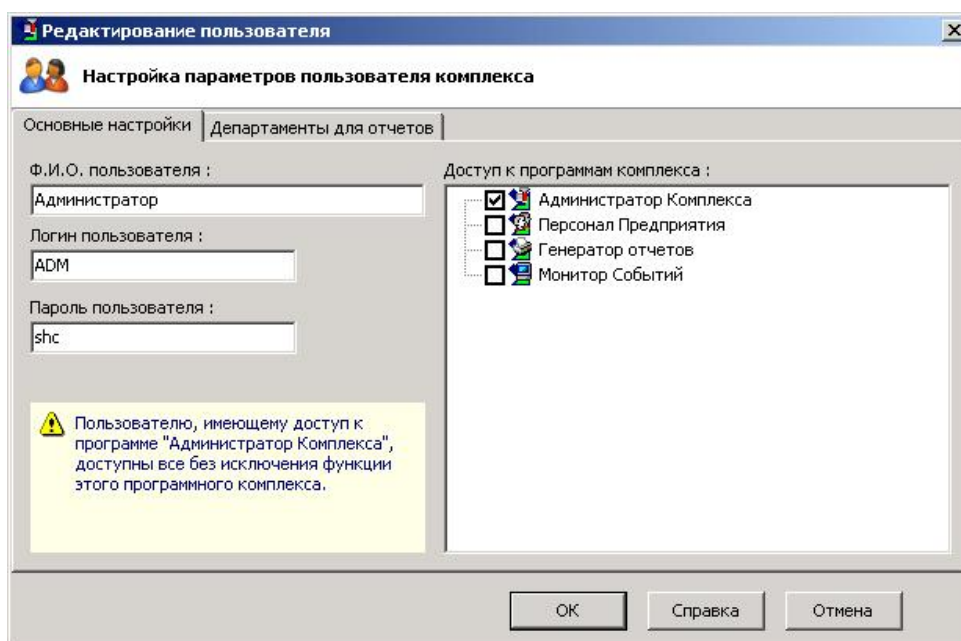 Редактирование пользователя
Настройка параметров пользователя комплекса
Основные настройки
Департаменты для отчетов
Ф.И.О. пользователя :
Администратор
Логин пользователя :
ADM
Пароль пользователя :
shc
Пользователю, имеющему доступ к
программе "Администратор Комплекса",
доступны все без исключения функции
этого программного комплекса.
Доступ к программам комплекса :
Администратор Комплекса
Персонал Предприятия
Генератор отчетов
Монитор Событий
OK
Справка
Отмена